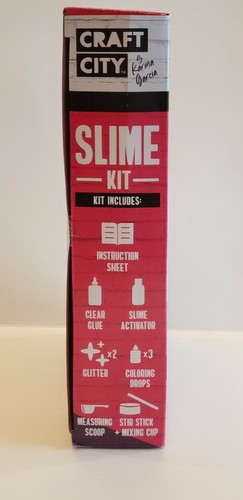 CRAFT
CITY™
By
Karina
Garcia
SLIME
KIT
KIT INCLUDES:
INSTRUCTION
SHEET
CLEAR
GLUE
SLIME
ACTIVATOR
x2
GLITTER
x3
COLORING
DROPS
MEASURING
SCOOP
STIR STICK
+ MIXING CUP